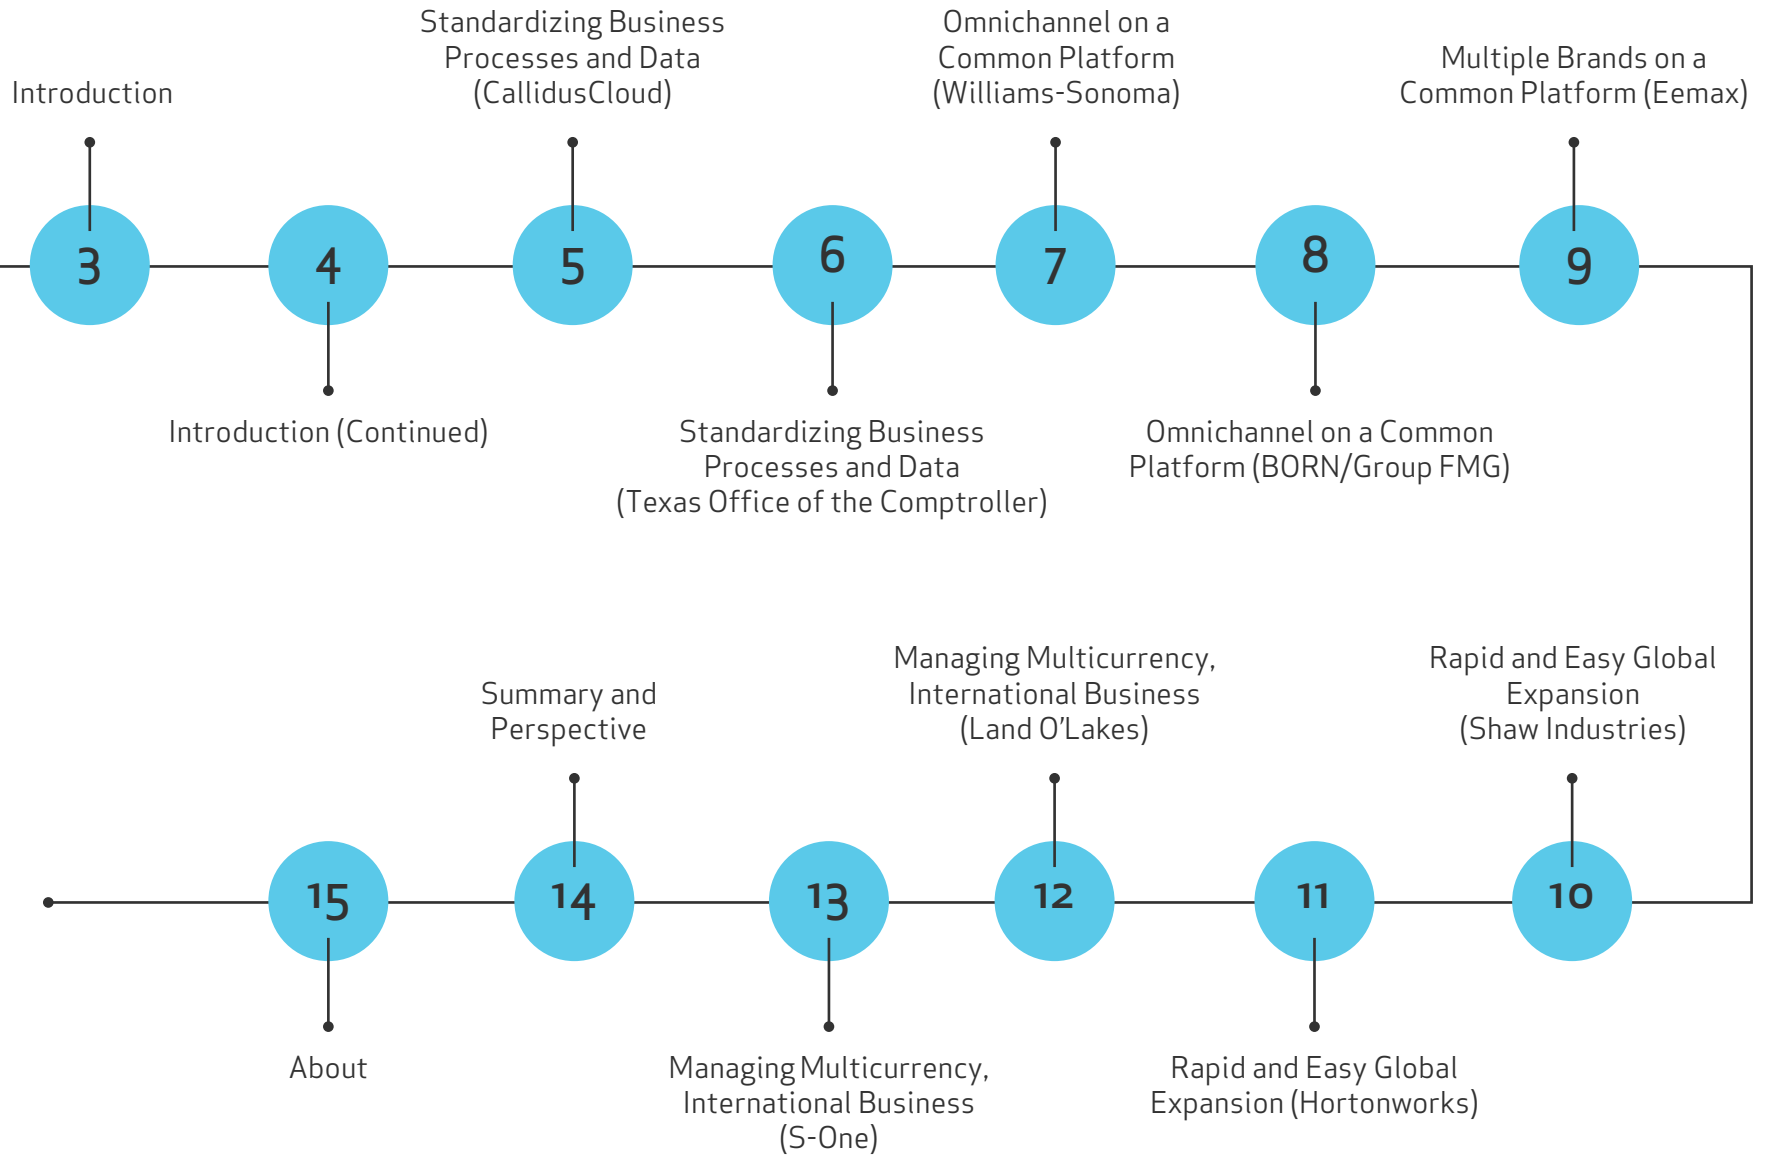 Introduction
3
4
Introduction (Continued)
Standardizing Business
Processes and Data
(CallidusCloud)
5
6
Standardizing Business
Processes and Data
(Texas Office of the Comptroller)
Omnichannel on a
Common Platform
(Williams-Sonoma)
7
8
Omnichannel on a Common
Platform (BORN/Group FMG)
Multiple Brands on a
Common Platform (Eemax)
9
Rapid and Easy Global
Expansion
(Shaw Industries)
10
11
Rapid and Easy Global
Expansion (Hortonworks)
Managing Multicurrency,
International Business
(Land O'Lakes)
12
13
Managing Multicurrency,
International Business
(S-One)
Summary and
Perspective
14
15
About